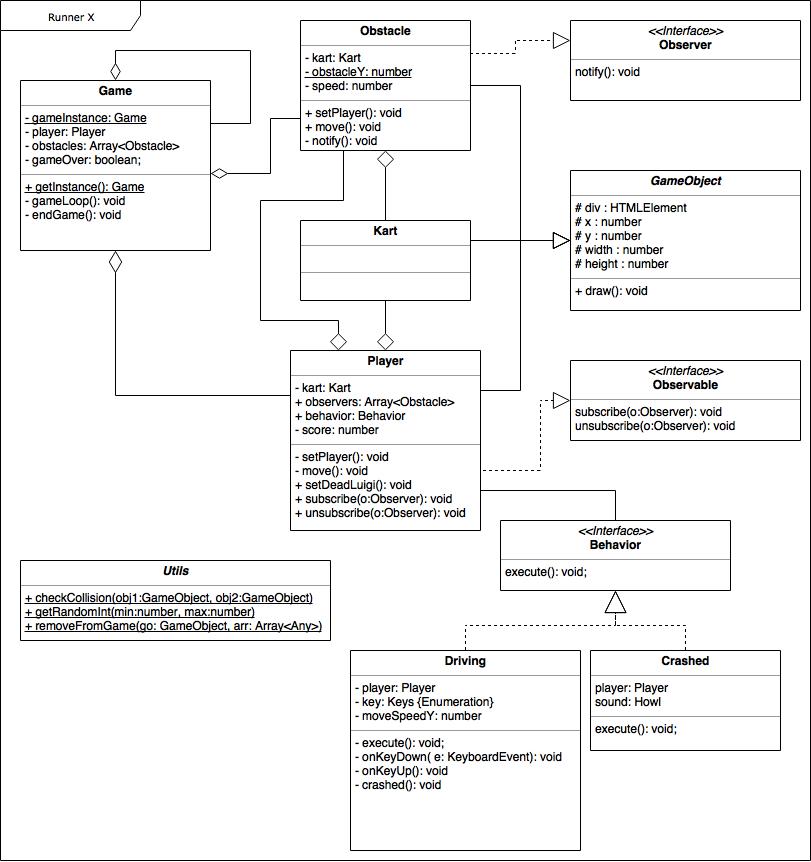 Runner X
Obstacle
- kart: Kart
- obstacleY: number
- speed: number
+ setPlayer(): void
+ move(): void
- notify(): void
<<Interface>>
Observer
notify(): void
Game
- gameInstance: Game
- player: Player
- obstacles: Array<Obstacle>
- gameOver: boolean;
+ getInstance(): Game
- gameLoop(): void
- endGame(): void
GameObject
# div : HTMLElement
# x : number
# y : number
# width : number
# height : number
+ draw(): void
Kart
Player
- kart: Kart
+ observers: Array<Obstacle>
+ behavior: Behavior
- score: number
- setPlayer(): void
- move(): void
+ setDeadLuigi(): void
+ subscribe(o:Observer): void
+ unsubscribe(o:Observer): void
<<Interface>>
Observable
subscribe(o:Observer): void
unsubscribe(o:Observer): void
<<Interface>>
Behavior
execute(): void;
Utils
+ checkCollision(obj1:GameObject, obj2:GameObject)
+ getRandomInt(min:number, max:number)
+ removeFromGame(go: GameObject, arr: Array<Any>)
Driving
- player: Player
- key: Keys {Enumeration}
- moveSpeedY: number
- execute(): void;
- onKeyDown( e: KeyboardEvent): void
- onKeyUp(): void
- crashed(): void
Crashed
player: Player
sound: Howl
execute(): void;